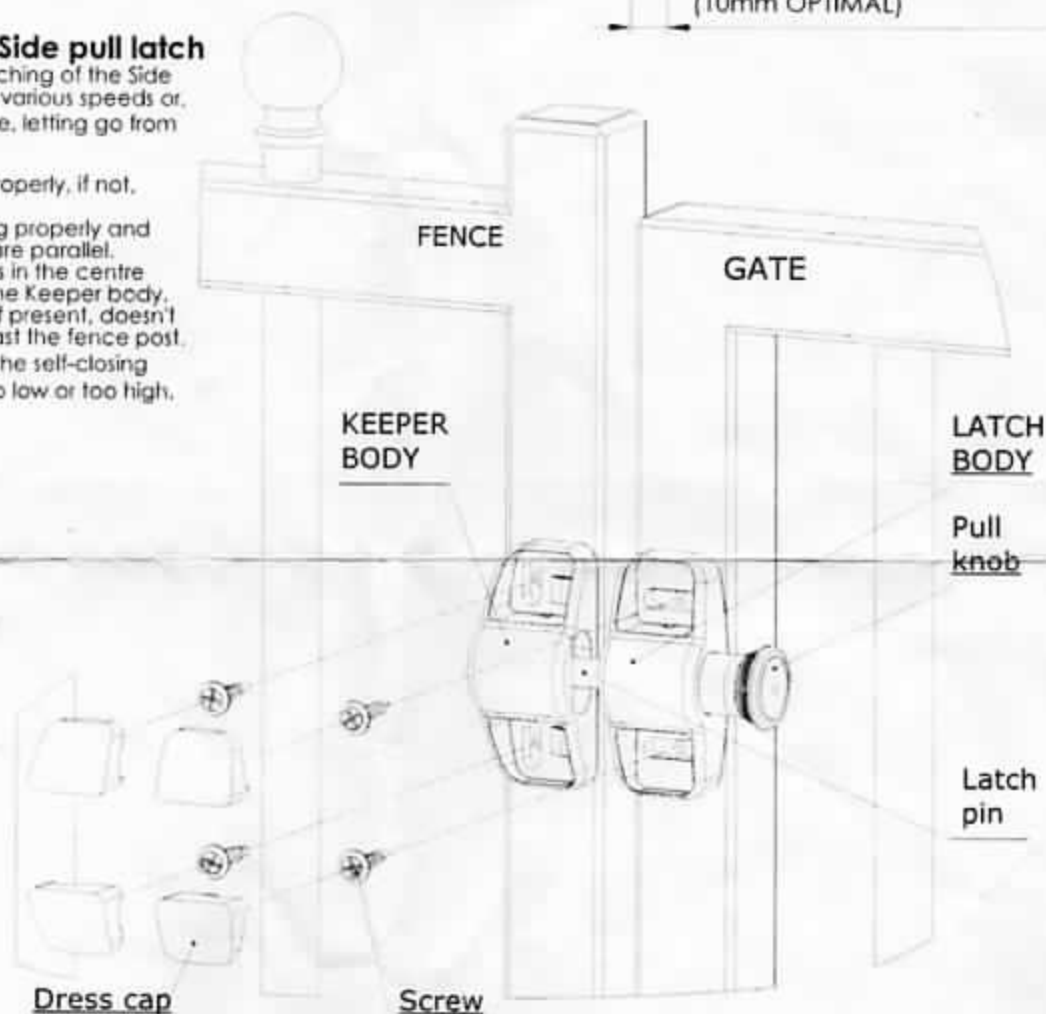 (10mm OPTIMAL)
Side pull latch
ching of the Side
various speeds or,
e, letting go from
operly, if not,
g properly and
are parallel.
s in the centre
he Keeper body.
f present, doesn't
ast the fence post.
he self-closing
o low or too high,
FENCE
GATE
KEEPER
BODY
LATCH
BODY
Pull
knob
Latch
pin
Dress cap
Screw